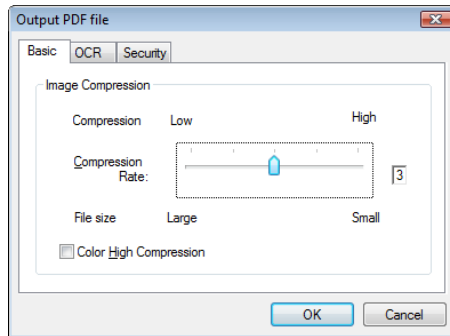 Output PDF file
Basic OCR Security
Image Compression
Compression Low High
Compression
Rate:
3
File size Large Small
Color High Compression
OK Cancel